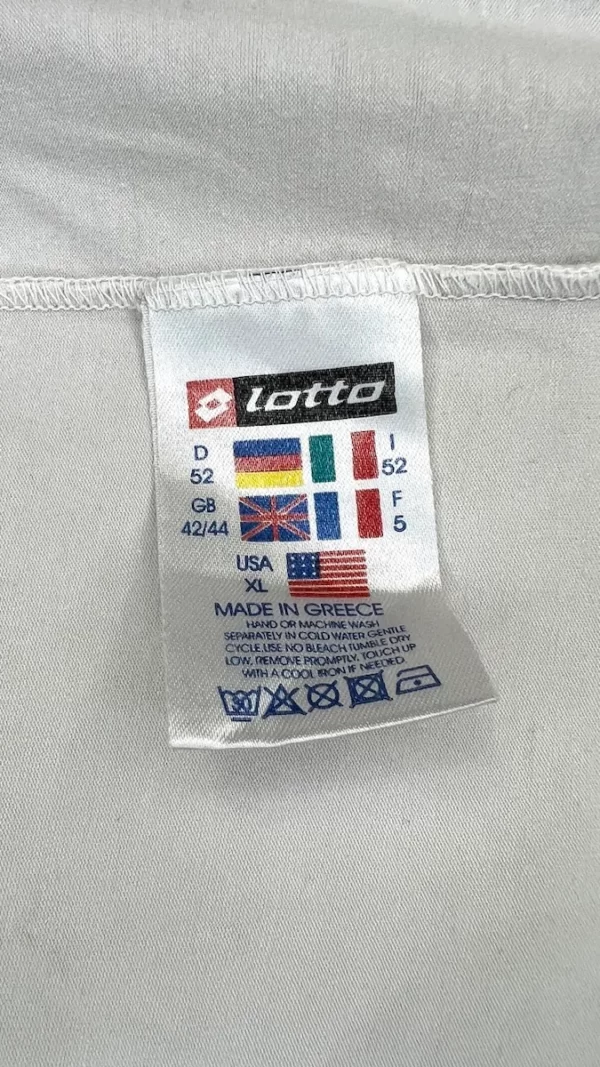 lotto
D I
52 52
GB F
42/44 5
USA
XL
MADE IN GREECE
HAND OR MACHINE WASH
SEPARATELY IN COLD WATER GENTLE
CYCLE.USE NO BLEACH TUMBLE DRY
LOW, REMOVE PROMPTLY. TOUCH UP
WITH A COOL IRON IF NEEDED.